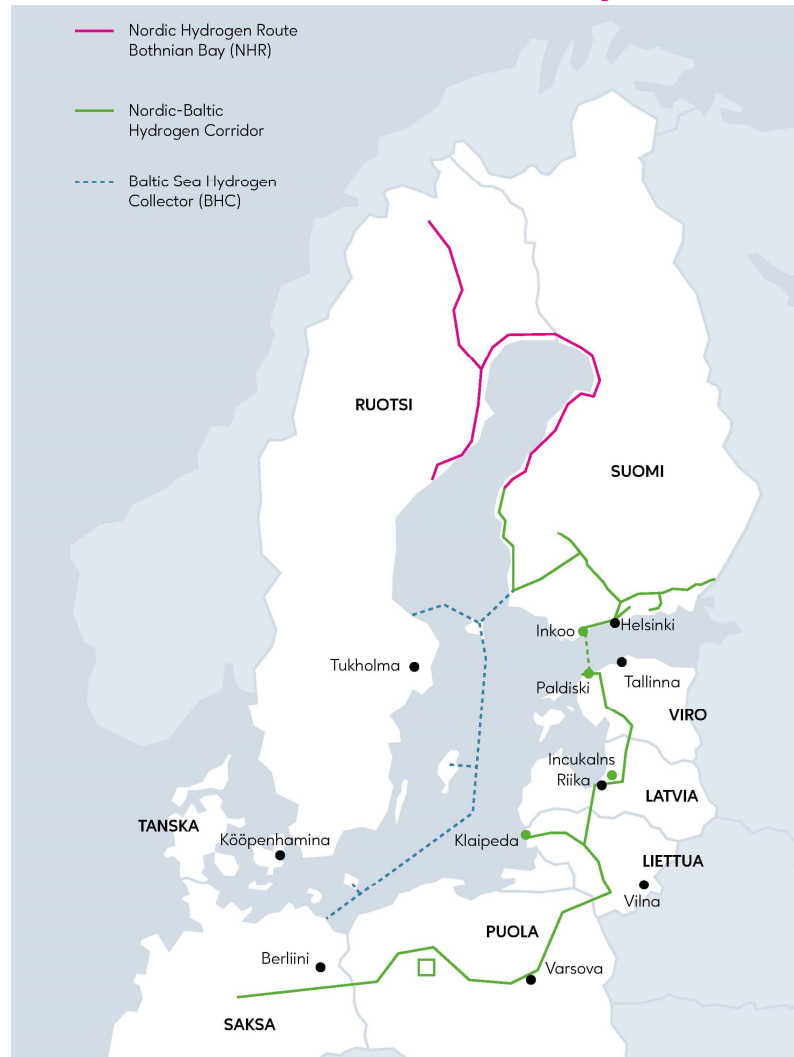 Nordic Hydrogen Route
Bothnian Bay (NHR)
Nordic-Baltic
Hydrogen Corridor
Baltic Sea Hydrogen
Collector (BHC)
RUOTSI
SUOMI
Inkoo
Helsinki
Tukholma
Paldiski
Tallinna
VIRO
Incukalns
Riika
LATVIA
TANSKA
Kööpenhamina
Klaipeda
LIETTUA
Vilna
PUOLA
Berliini
Varsova
SAKSA